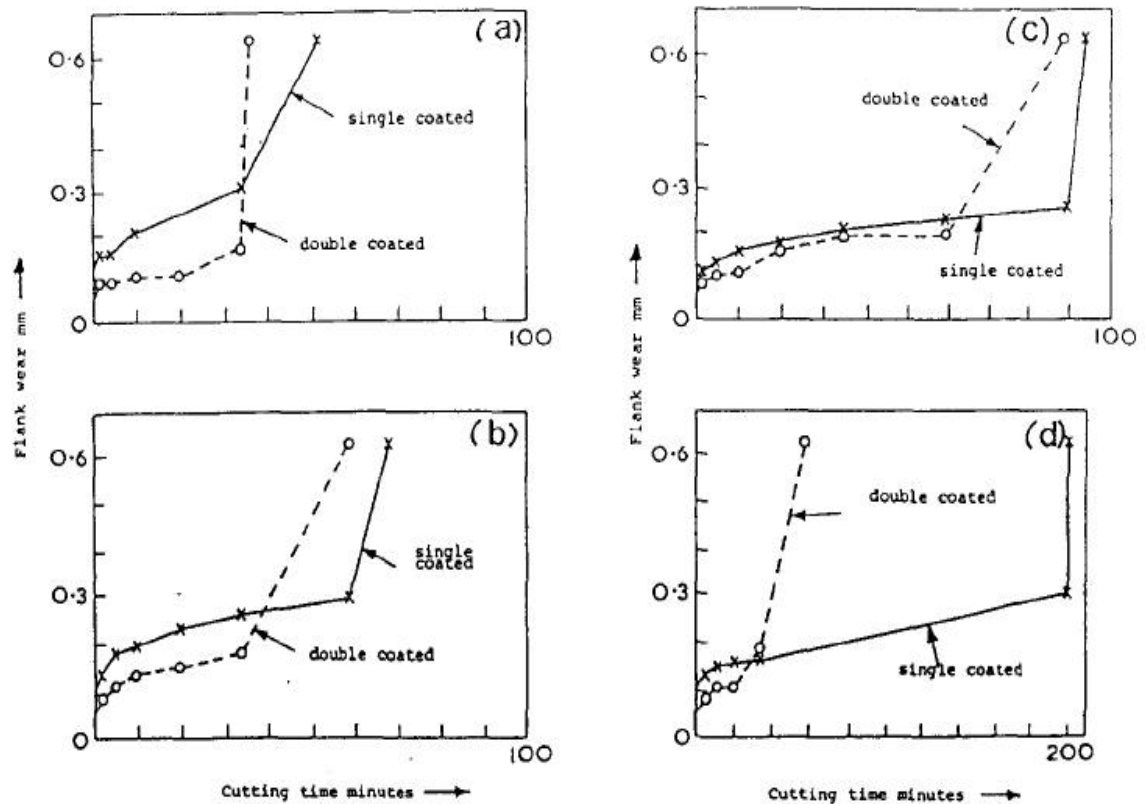 (a)
0·6
0·3
0
100
single coated
double coated
Flank wear mm
(b)
0·6
0·3
0
100
single
coated
double coated
Cutting time minutes
(c)
0·6
0·3
0
100
double coated
single coated
Flank wear mm
(d)
0·6
0·3
0
200
double coated
single coated
Cutting time minutes